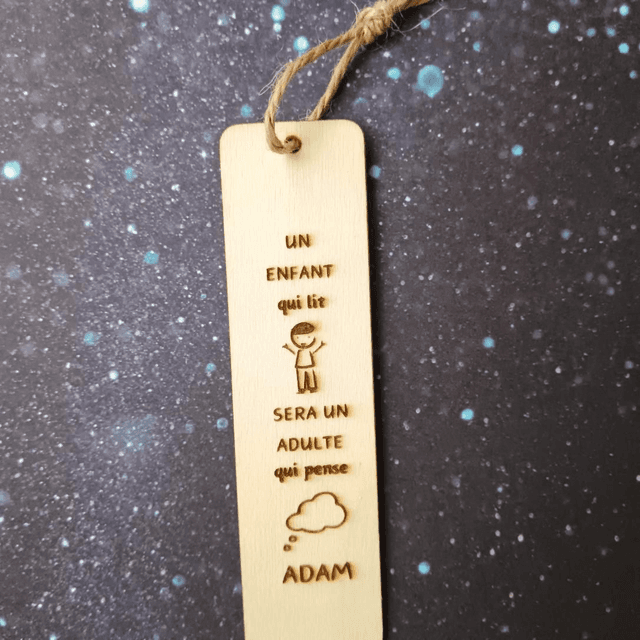 UN
ENFANT
qui lit
SERA UN
ADULTE
qui pense
ADAM